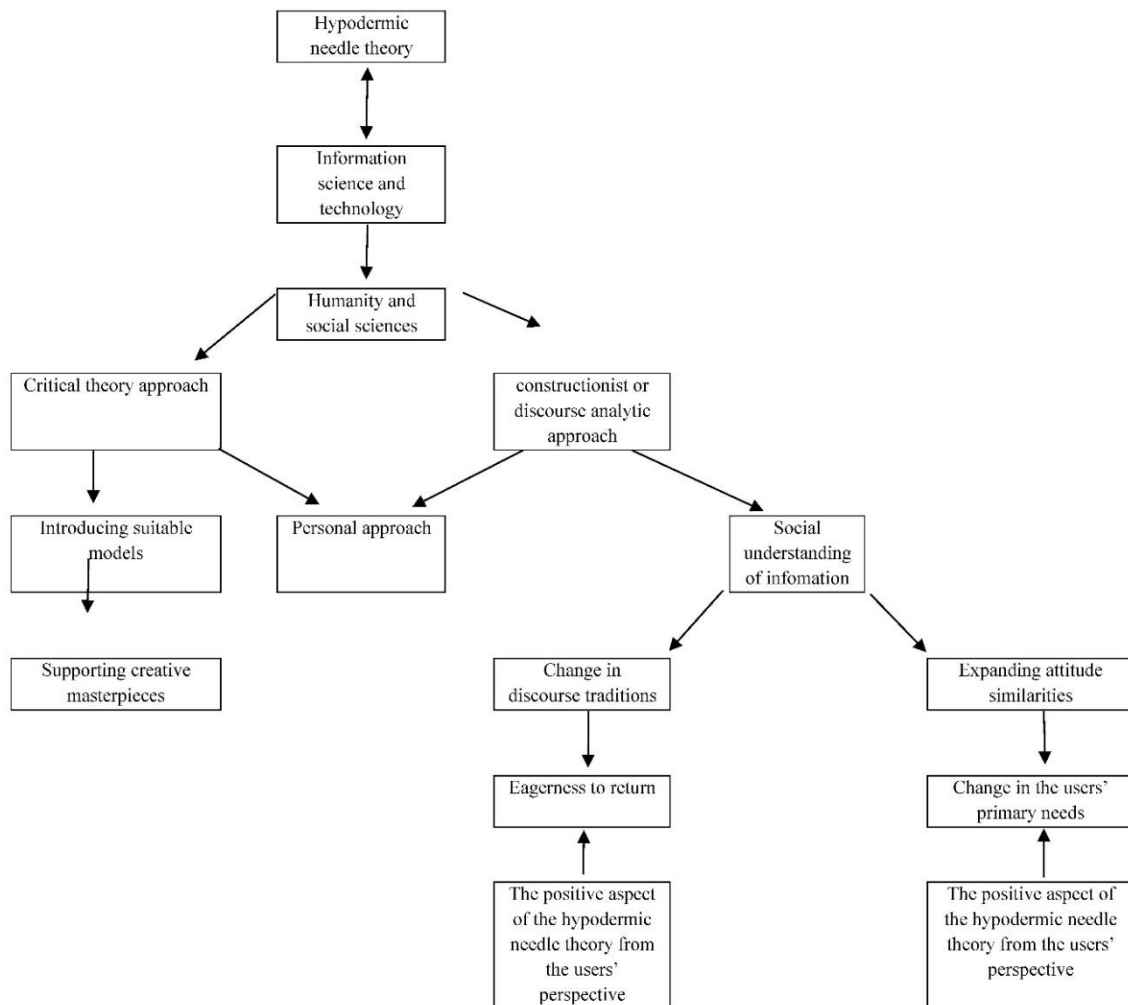 Hypodermic
needle theory
Information
science and
technology
Humanity and
social sciences
Critical theory approach
constructionist or
discourse analytic
approach
Introducing suitable
models
Personal approach
Social
understanding
of infomation
Supporting creative
masterpieces
Change in
discourse traditions
Expanding attitude
similarities
Eagerness to return
Change in the users’
primary needs
The positive aspect
of the hypodermic
needle theory from
the users’
perspective
The positive aspect of
the hypodermic needle
theory from the users’
perspective